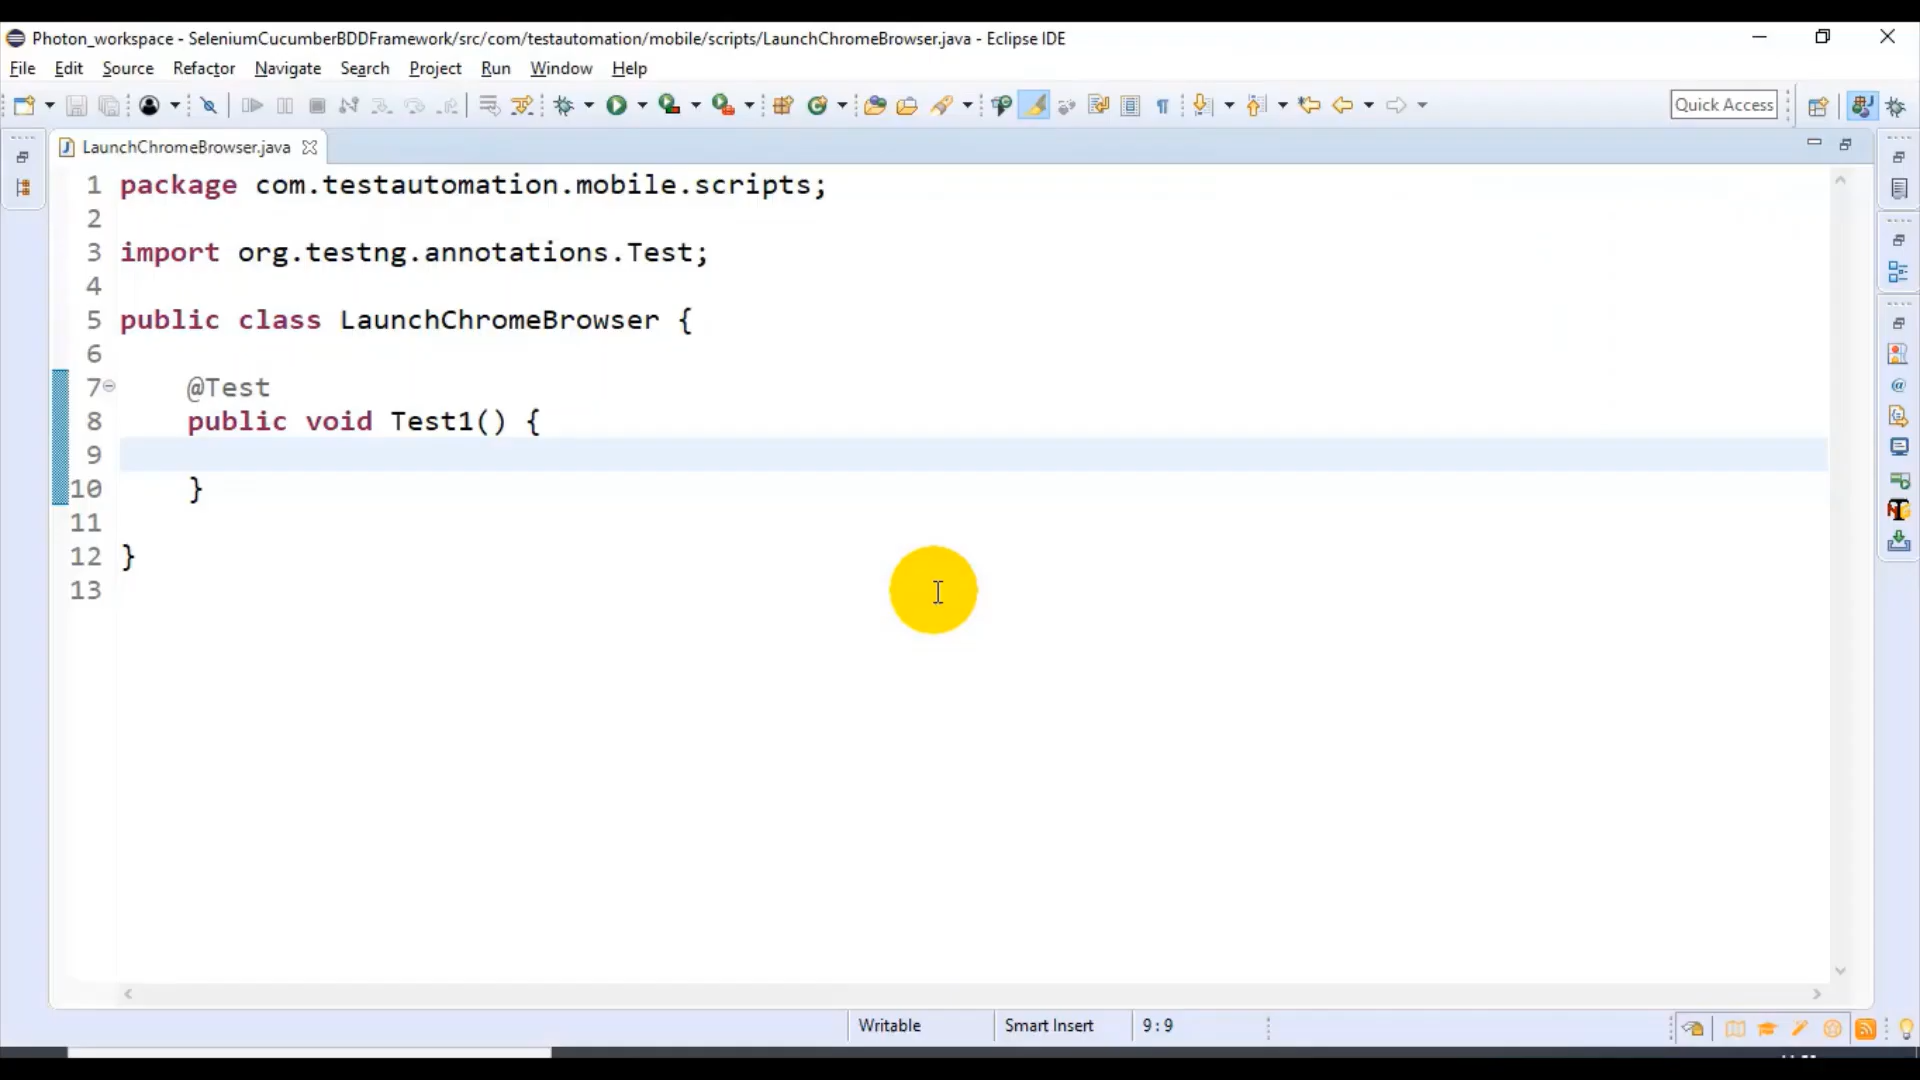 Photon_workspace - SeleniumCucumberBDDFramework/src/com/testautomation/mobile/scripts/LaunchChromeBrowser.java - Eclipse IDE
File Edit Source Refactor Navigate Search Project Run Window Help
Quick Access
LaunchChromeBrowser.java
1 package com.testautomation.mobile.scripts;
2
3 import org.testng.annotations.Test;
4
5 public class LaunchChromeBrowser {
6
7 @Test
8 public void Test1() {
9
10 }
11
12 }
13
Writable Smart Insert 9 : 9